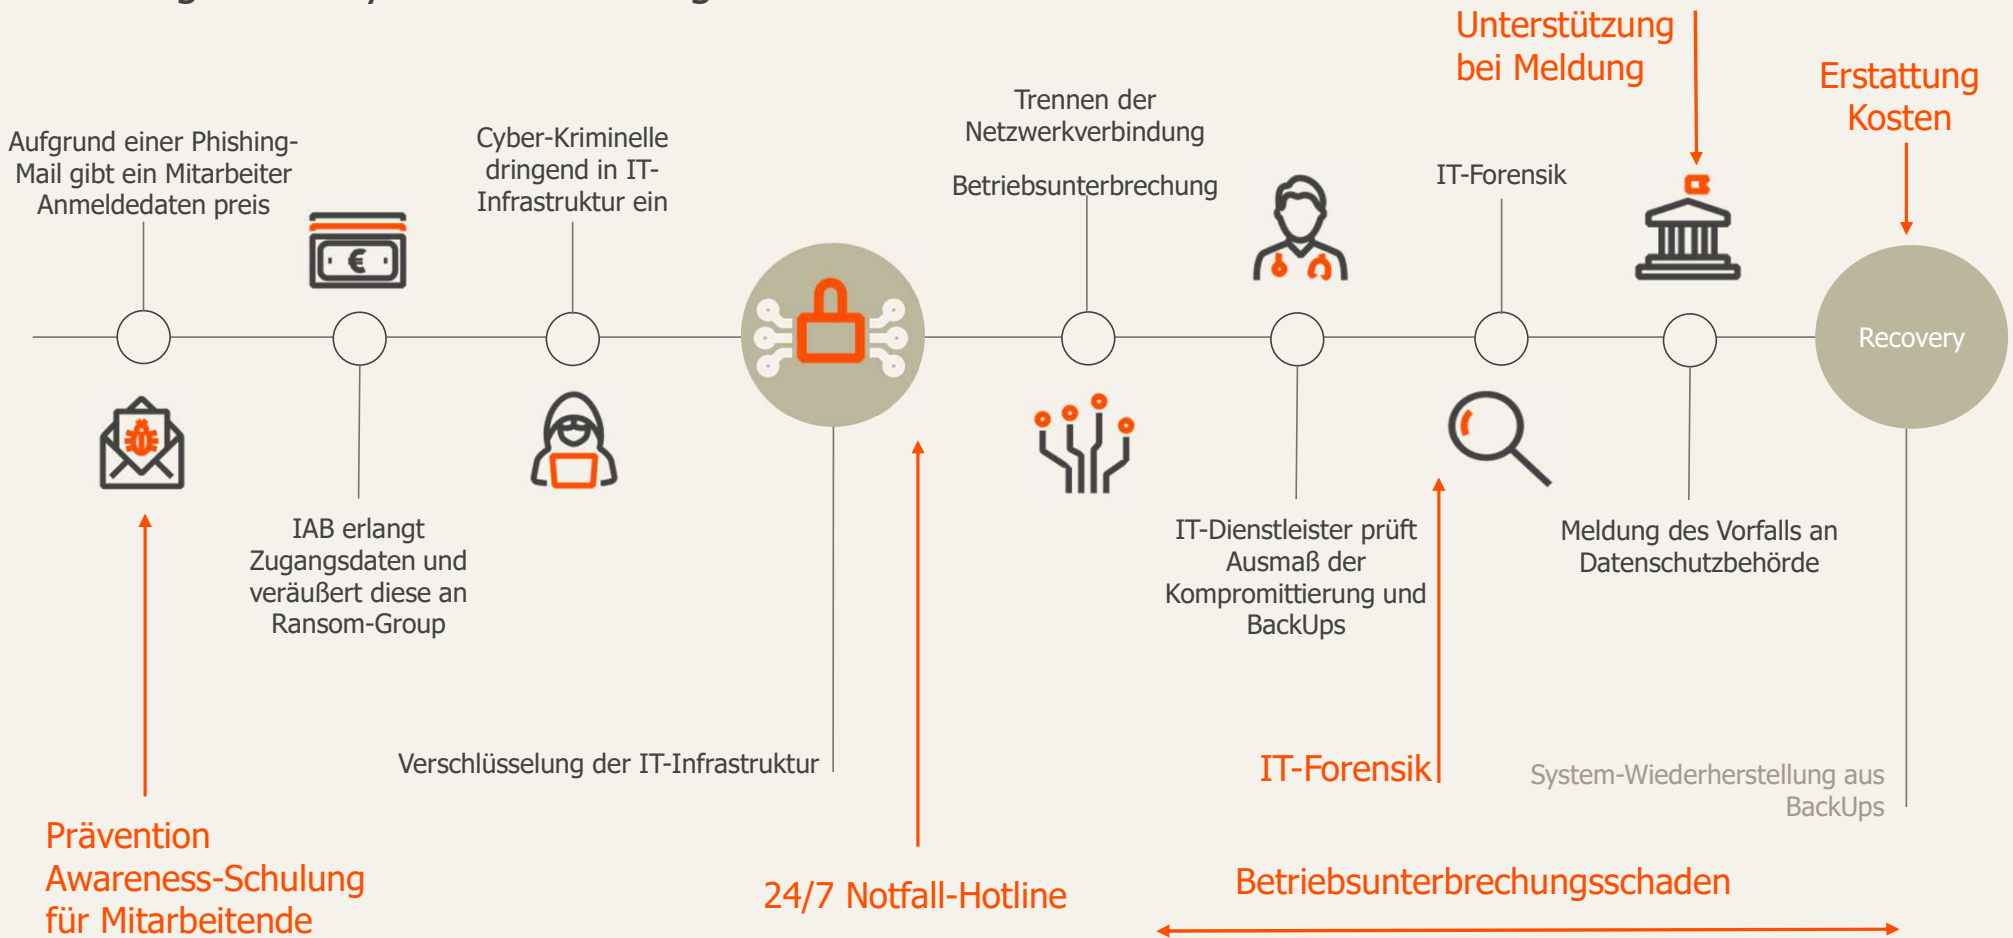 Unterstützung
bei Meldung
Erstattung
Kosten
Aufgrund einer Phishing-
Mail gibt ein Mitarbeiter
Anmeldedaten preis
Cyber-Kriminelle
dringend in IT-
Infrastruktur ein
Trennen der
Netzwerkverbindung
Betriebsunterbrechung
IT-Forensik
€
Recovery
IAB erlangt
Zugangsdaten und
veräußert diese an
Ransom-Group
IT-Dienstleister prüft
Ausmaß der
Kompromittierung und
BackUps
Meldung des Vorfalls an
Datenschutzbehörde
Verschlüsselung der IT-Infrastruktur
IT-Forensik
System-Wiederherstellung aus
BackUps
Prävention
Awareness-Schulung
für Mitarbeitende
24/7 Notfall-Hotline
Betriebsunterbrechungsschaden